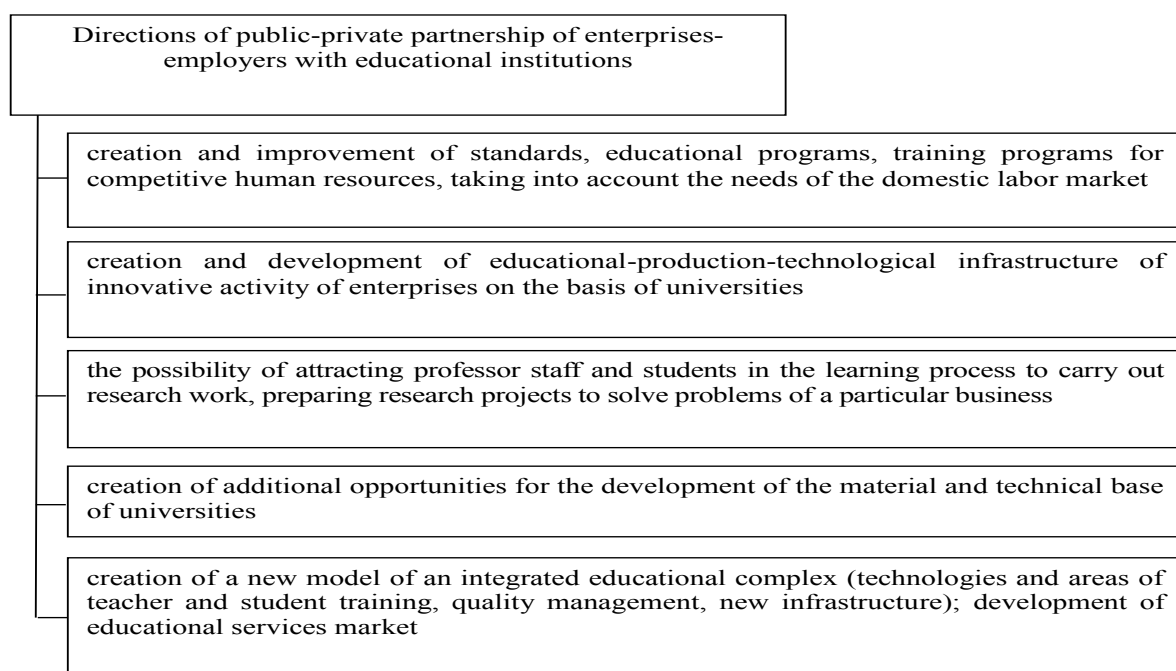 Directions of public-private partnership of enterprises-
employers with educational institutions
creation and improvement of standards, educational programs, training programs for
competitive human resources, taking into account the needs of the domestic labor market
creation and development of educational-production-technological infrastructure of
innovative activity of enterprises on the basis of universities
the possibility of attracting professor staff and students in the learning process to carry out
research work, preparing research projects to solve problems of a particular business
creation of additional opportunities for the development of the material and technical base
of universities
creation of a new model of an integrated educational complex (technologies and areas of
teacher and student training, quality management, new infrastructure); development of
educational services market